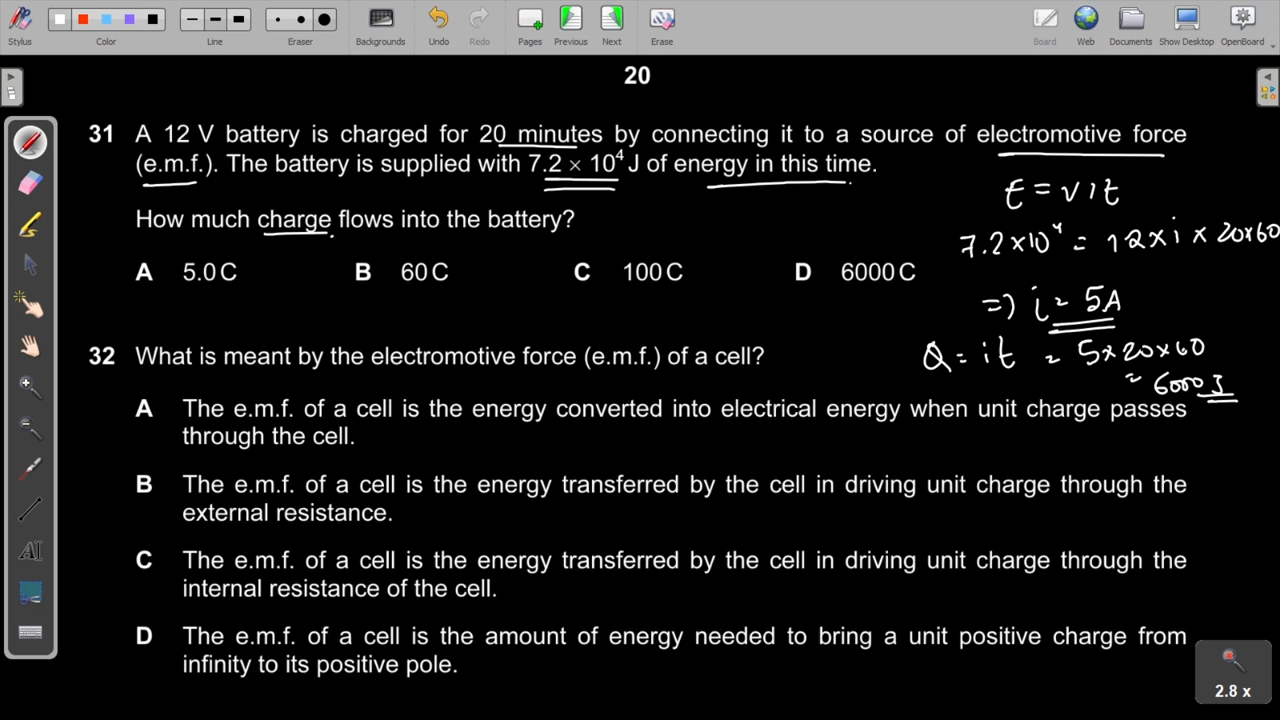 Stylus Color Line Eraser Backgrounds Undo Redo Pages Previous Next Erase Board Web Documents Show Desktop OpenBoard
20
31 A 12 V battery is charged for 20 minutes by connecting it to a source of electromotive force
(e.m.f.). The battery is supplied with 7.2 × 10⁴ J of energy in this time.
E = V i t
How much charge flows into the battery?
7.2 × 10⁴ = 12 × i × 20×60
A 5.0 C B 60 C C 100 C D 6000 C
=> i = 5A
32 What is meant by the electromotive force (e.m.f.) of a cell?
Q = it = 5×20×60
= 6000 J
A The e.m.f. of a cell is the energy converted into electrical energy when unit charge passes
through the cell.
B The e.m.f. of a cell is the energy transferred by the cell in driving unit charge through the
external resistance.
C The e.m.f. of a cell is the energy transferred by the cell in driving unit charge through the
internal resistance of the cell.
D The e.m.f. of a cell is the amount of energy needed to bring a unit positive charge from
infinity to its positive pole.
AI
2.8 x